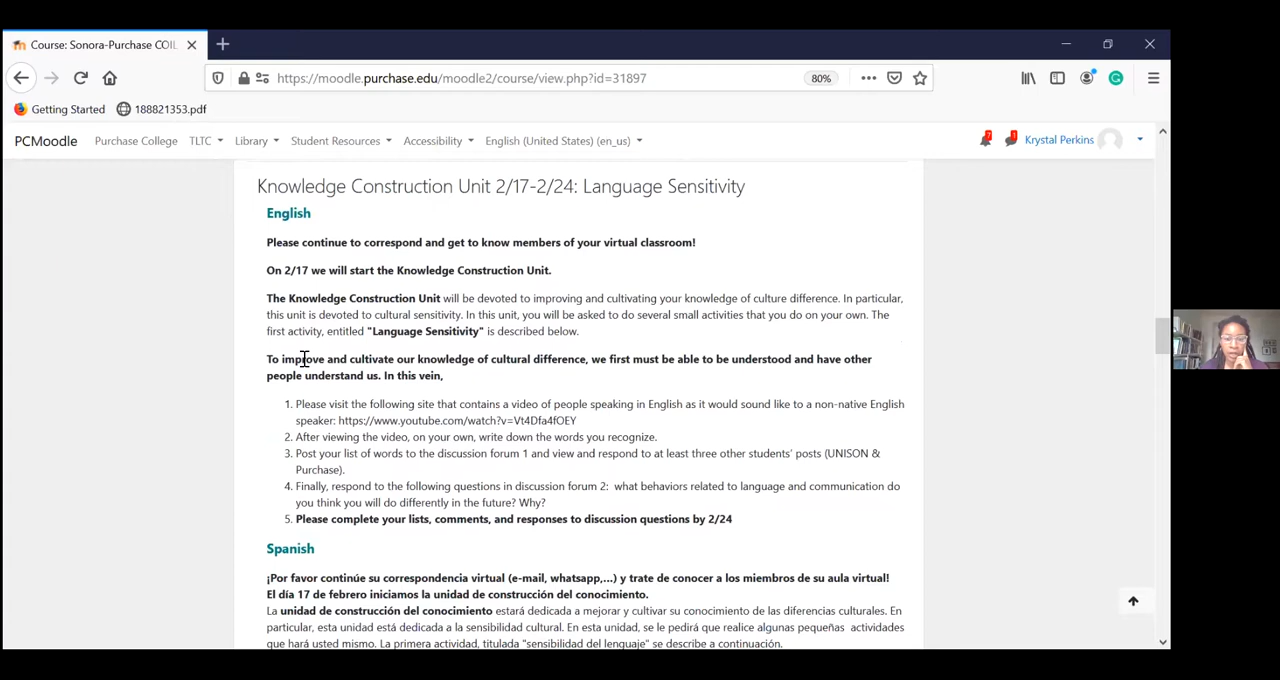 Course: Sonora-Purchase COIL
https://moodle.purchase.edu/moodle2/course/view.php?id=31897
80%
Getting Started
188821353.pdf
PCMoodle
Purchase College
TLTC
Library
Student Resources
Accessibility
English (United States) (en_us)
7
1
Krystal Perkins
Knowledge Construction Unit 2/17-2/24: Language Sensitivity
English
Please continue to correspond and get to know members of your virtual classroom!
On 2/17 we will start the Knowledge Construction Unit.
The Knowledge Construction Unit will be devoted to improving and cultivating your knowledge of culture difference. In particular,
this unit is devoted to cultural sensitivity. In this unit, you will be asked to do several small activities that you do on your own. The
first activity, entitled "Language Sensitivity" is described below.
To improve and cultivate our knowledge of cultural difference, we first must be able to be understood and have other
people understand us. In this vein,
1. Please visit the following site that contains a video of people speaking in English as it would sound like to a non-native English
speaker: https://www.youtube.com/watch?v=Vt4Dfa4fOEY
2. After viewing the video, on your own, write down the words you recognize.
3. Post your list of words to the discussion forum 1 and view and respond to at least three other students' posts (UNISON &
Purchase).
4. Finally, respond to the following questions in discussion forum 2: what behaviors related to language and communication do
you think you will do differently in the future? Why?
5. Please complete your lists, comments, and responses to discussion questions by 2/24
Spanish
¡Por favor continúe su correspondencia virtual (e-mail, whatsapp,...) y trate de conocer a los miembros de su aula virtual!
El día 17 de febrero iniciamos la unidad de construcción del conocimiento.
La unidad de construcción del conocimiento estará dedicada a mejorar y cultivar su conocimiento de las diferencias culturales. En
particular, esta unidad está dedicada a la sensibilidad cultural. En esta unidad, se le pedirá que realice algunas pequeñas actividades
que hará usted mismo. La primera actividad, titulada "sensibilidad del lenguaje" se describe a continuación.